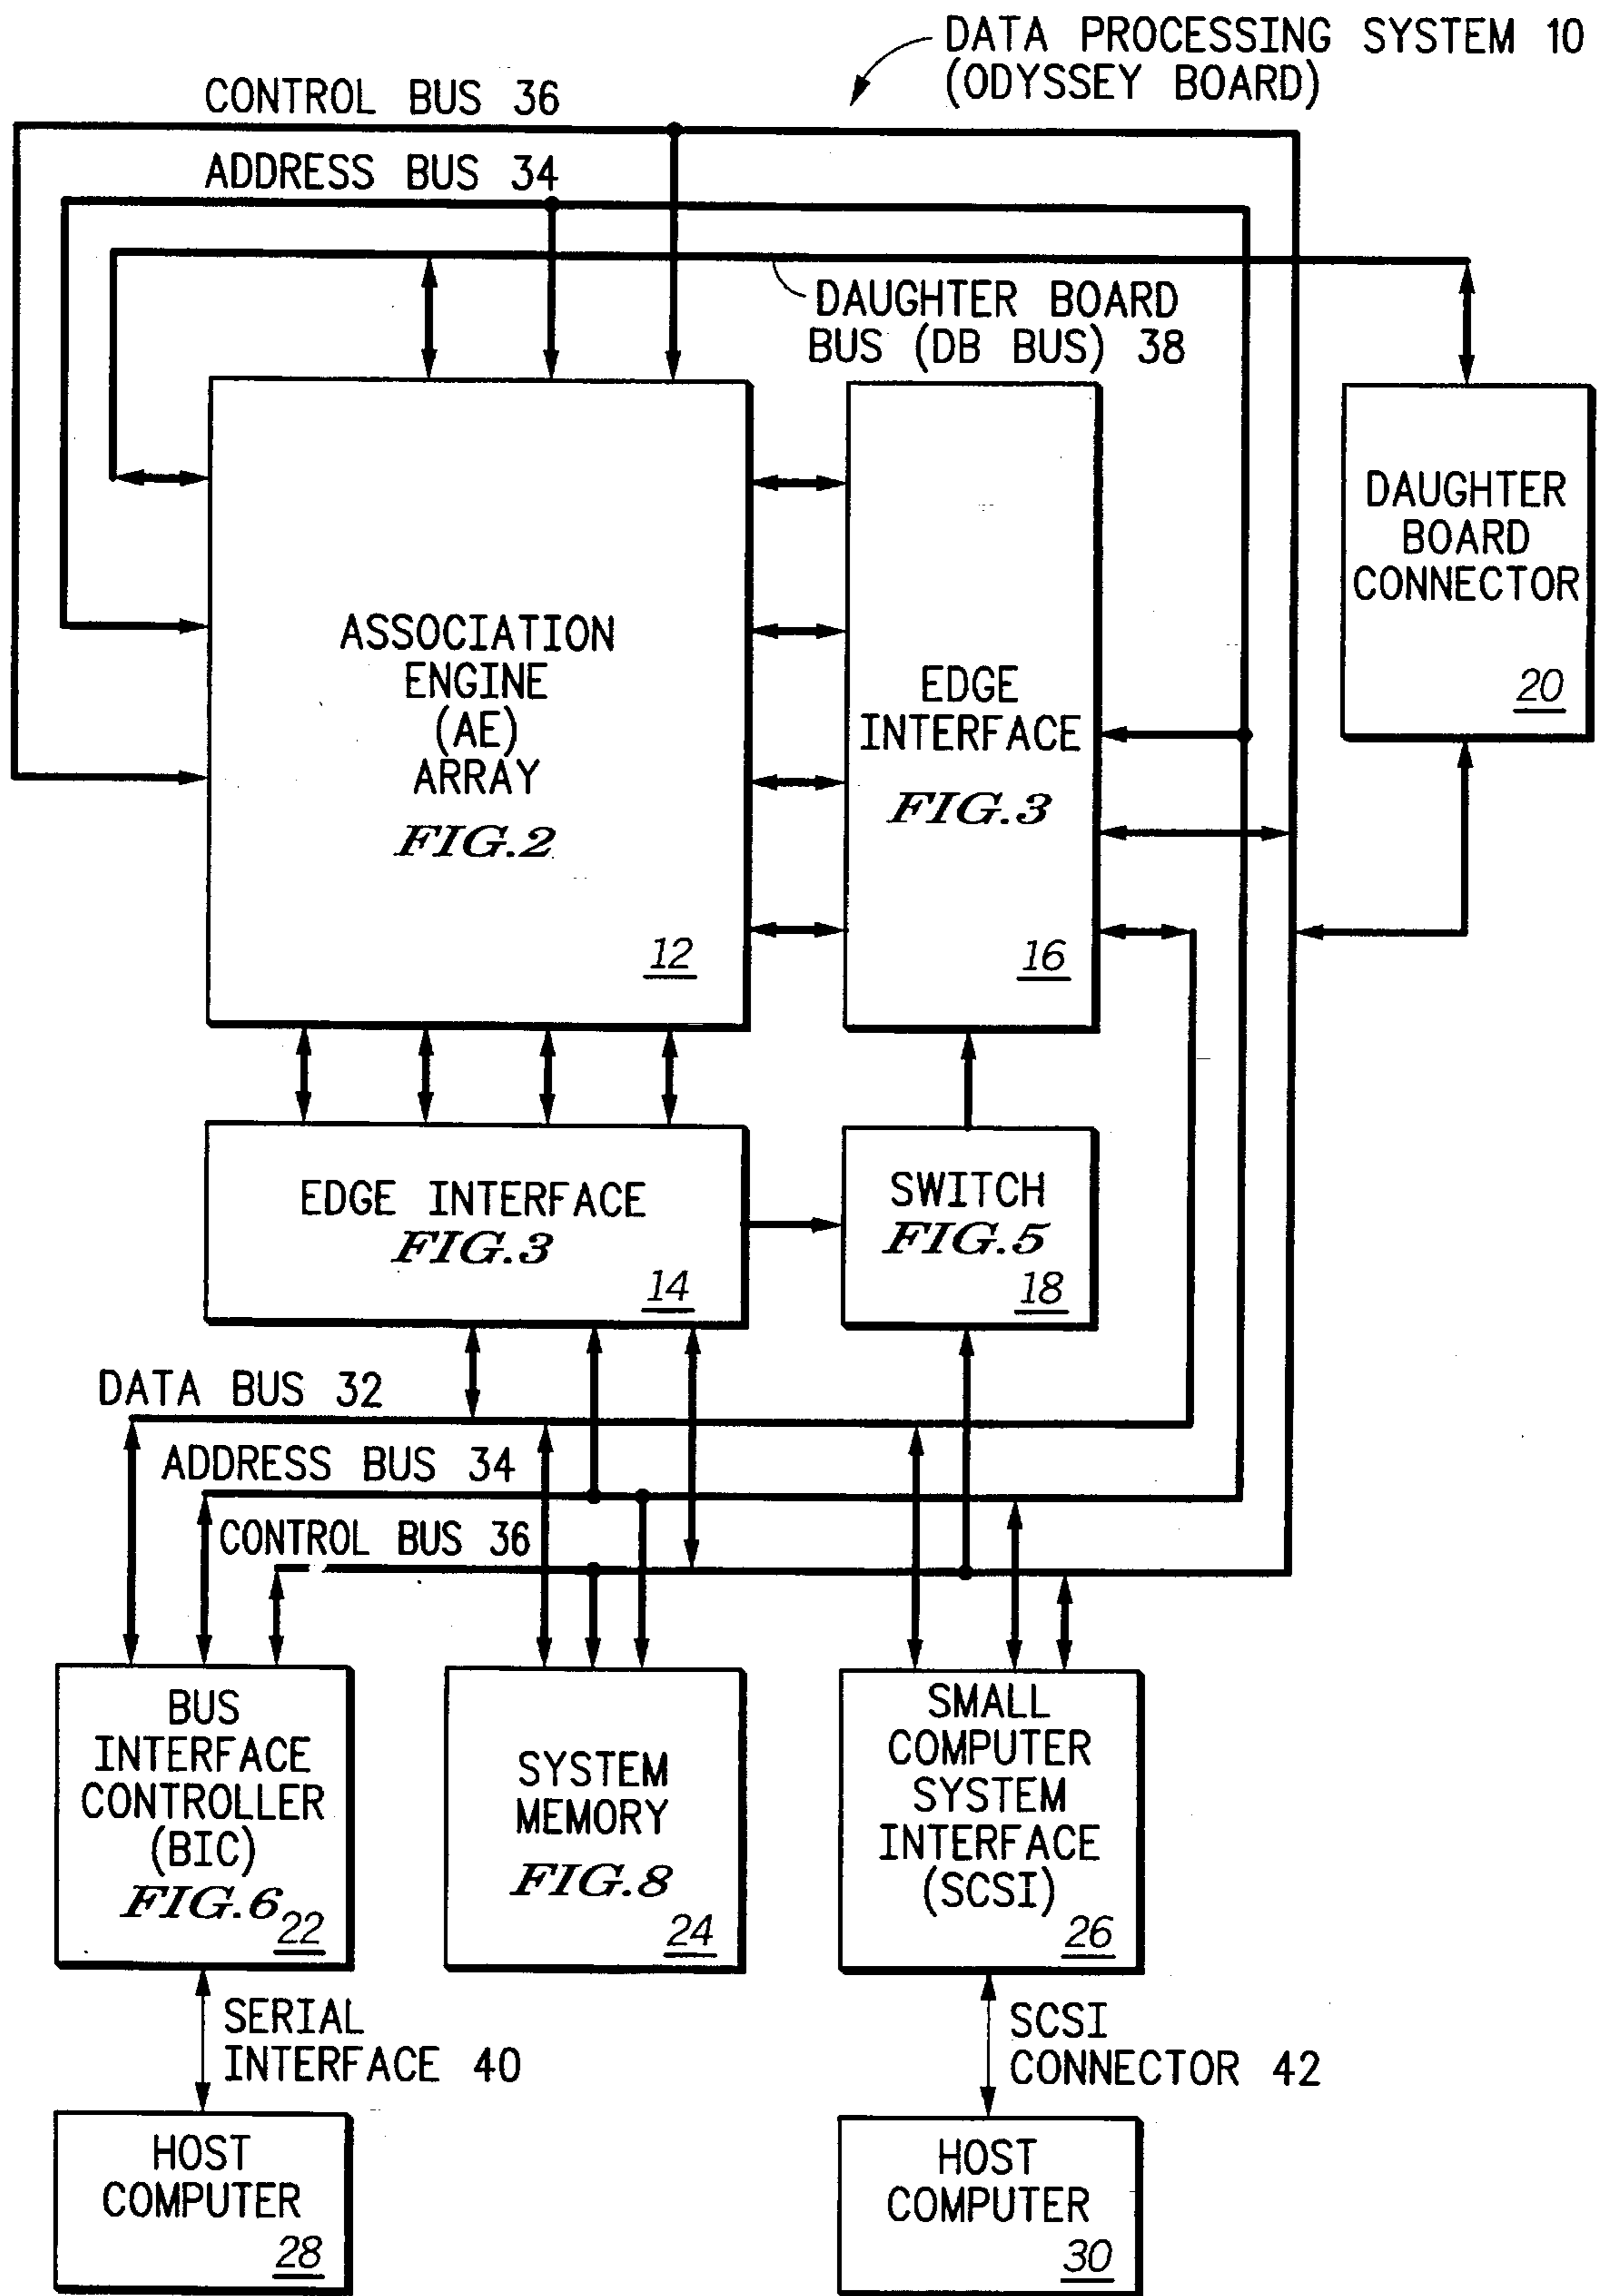 DATA PROCESSING SYSTEM 10
(ODYSSEY BOARD)
CONTROL BUS 36
ADDRESS BUS 34
DAUGHTER BOARD
BUS (DB BUS) 38
ASSOCIATION
ENGINE
(AE)
ARRAY
FIG.2
12
EDGE
INTERFACE
FIG.3
16
DAUGHTER
BOARD
CONNECTOR
20
EDGE INTERFACE
FIG.3
14
SWITCH
FIG.5
18
DATA BUS 32
ADDRESS BUS 34
CONTROL BUS 36
BUS
INTERFACE
CONTROLLER
(BIC)
FIG.6
22
SYSTEM
MEMORY
FIG.8
24
SMALL
COMPUTER
SYSTEM
INTERFACE
(SCSI)
26
SERIAL
INTERFACE 40
SCSI
CONNECTOR 42
HOST
COMPUTER
28
HOST
COMPUTER
30